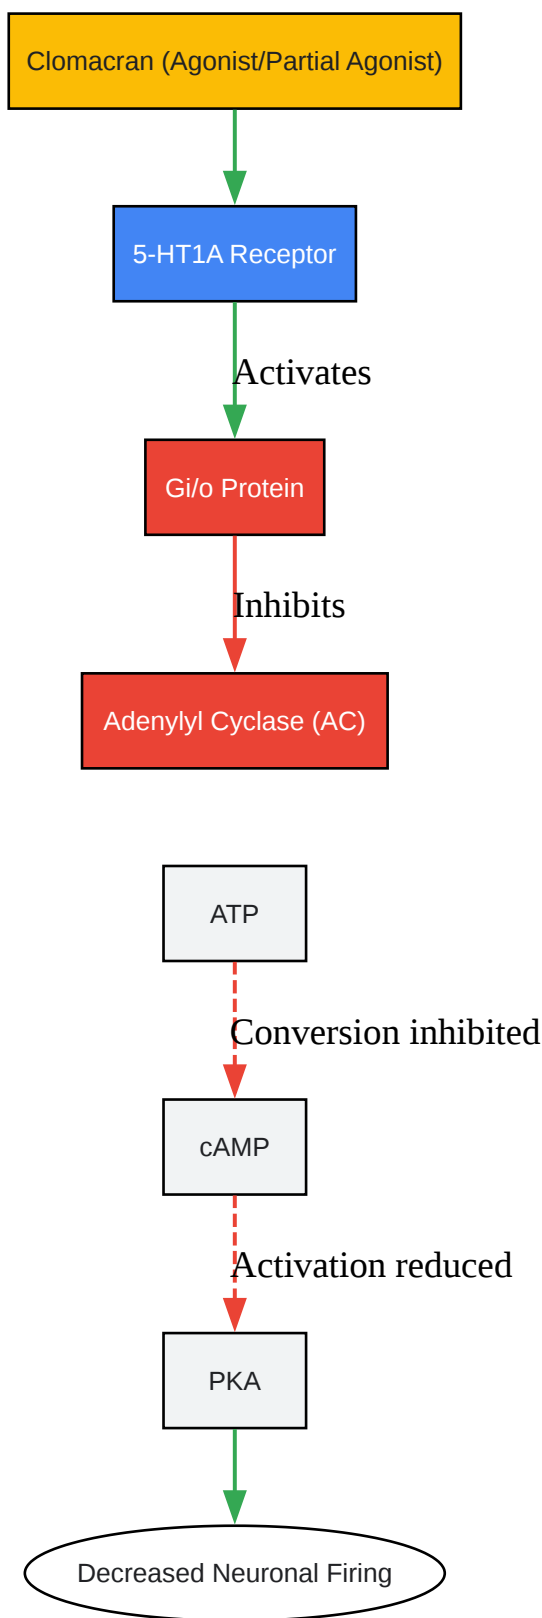 Clomacran (Agonist/Partial Agonist)
5-HT1A Receptor
Activates
Gi/o Protein
Inhibits
Adenylyl Cyclase (AC)
ATP
Conversion inhibited
cAMP
Activation reduced
PKA
Decreased Neuronal Firing